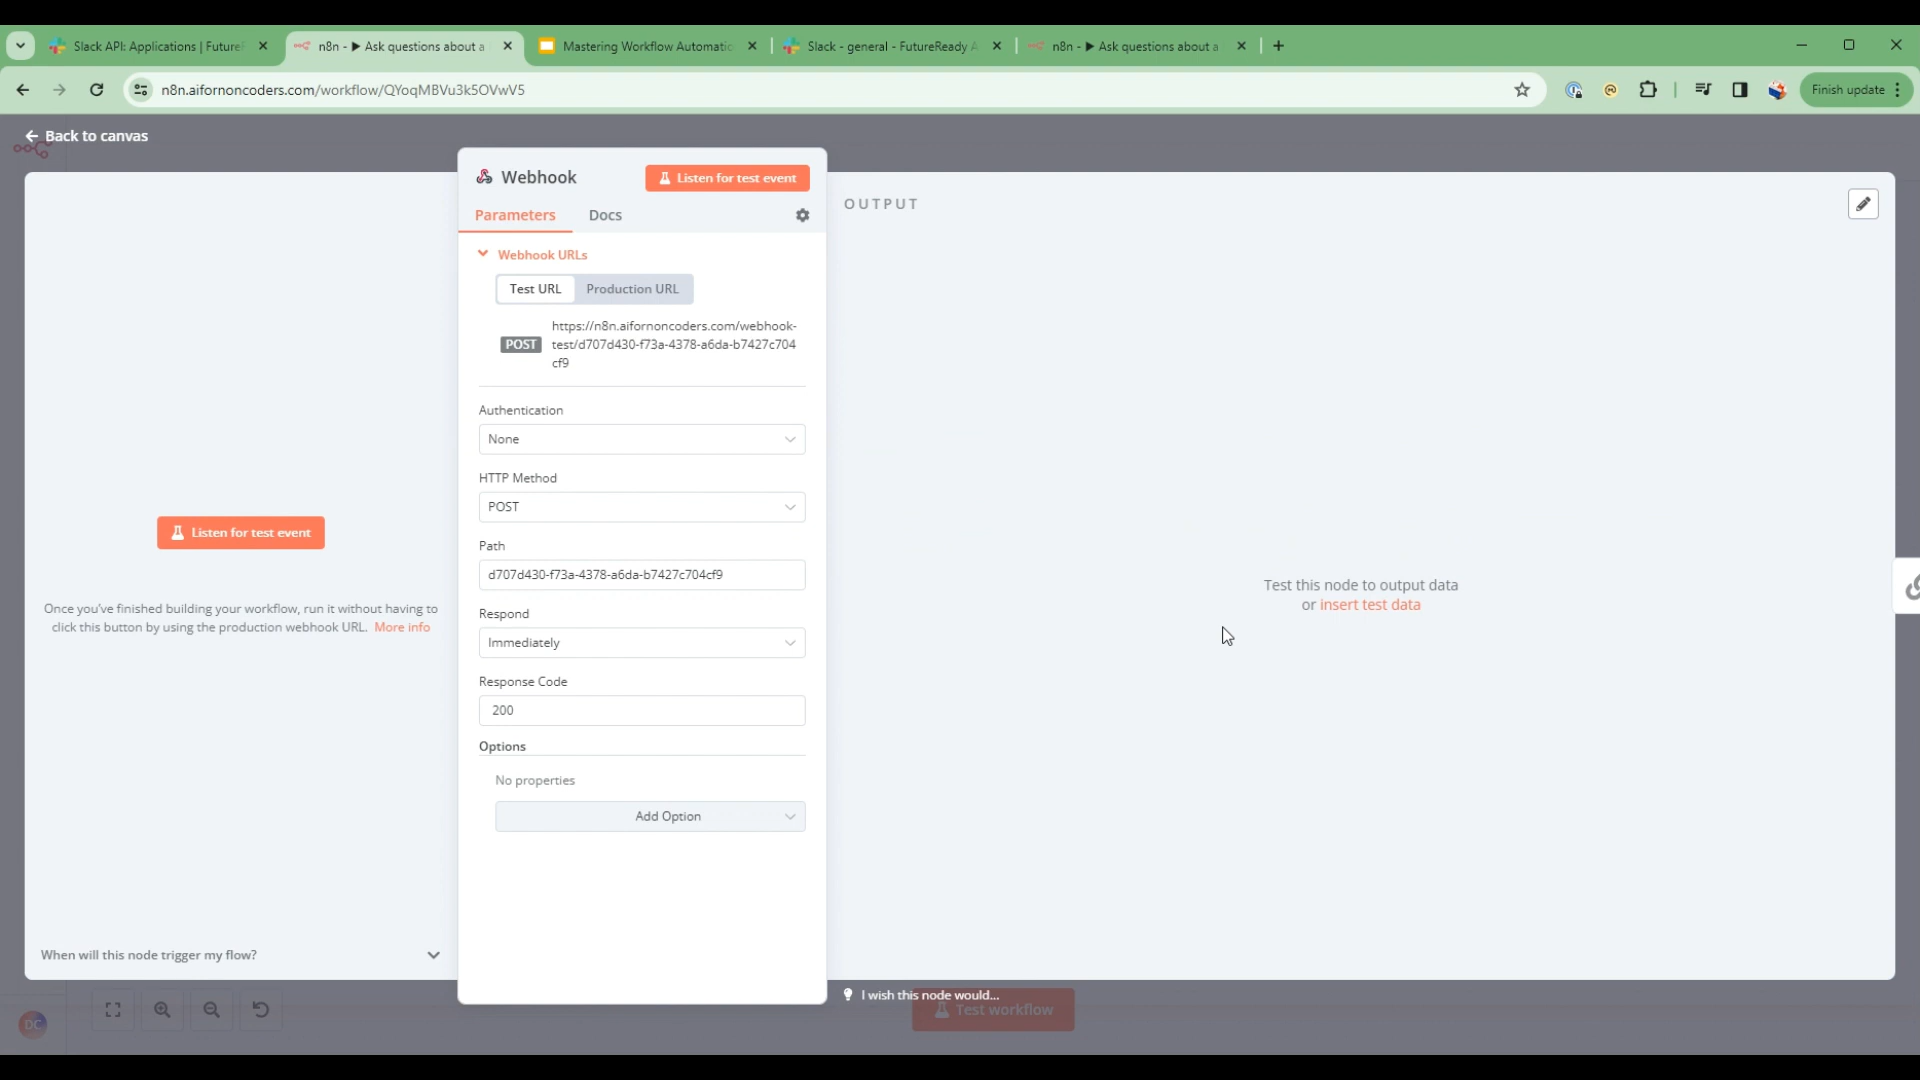 Slack API: Applications | FutureF
n8n - ▶ Ask questions about a
Mastering Workflow Automatic
Slack - general - FutureReady A
n8n - ▶ Ask questions about a
n8n.aifornoncoders.com/workflow/QYoqMBVu3k5OVwV5
Finish update
Back to canvas
Webhook
Listen for test event
Parameters
Docs
OUTPUT
Webhook URLs
Test URL
Production URL
POST
https://n8n.aifornoncoders.com/webhook-
test/d707d430-f73a-4378-a6da-b7427c704
cf9
Authentication
None
HTTP Method
POST
Path
d707d430-f73a-4378-a6da-b7427c704cf9
Respond
Immediately
Response Code
200
Options
No properties
Add Option
Listen for test event
Once you've finished building your workflow, run it without having to
click this button by using the production webhook URL. More info
When will this node trigger my flow?
Test this node to output data
or insert test data
I wish this node would...
Test workflow
DC